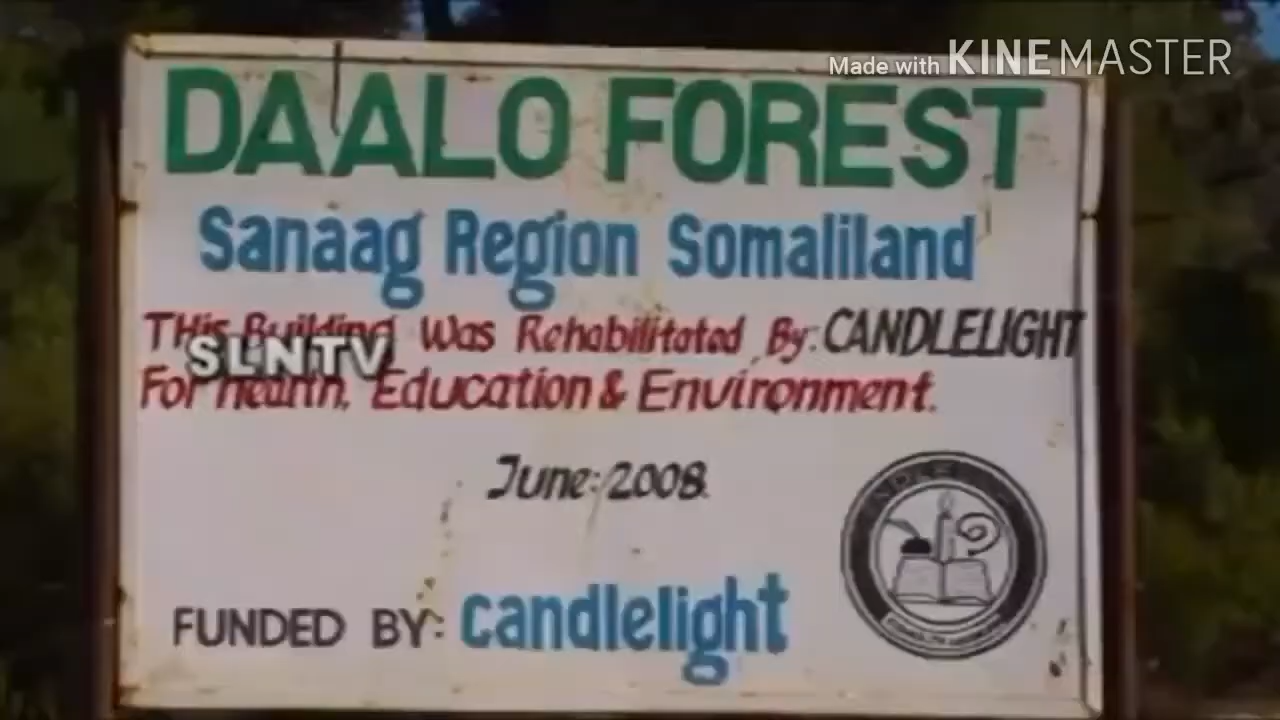 Made with KINEMASTER
DAALO FOREST
Sanaag Region Somaliland
THis Building Was Rehabilitated By: CANDLELIGHT
SLNTV
For Health, Education & Environment.
June: 2008
FUNDED BY: candlelight